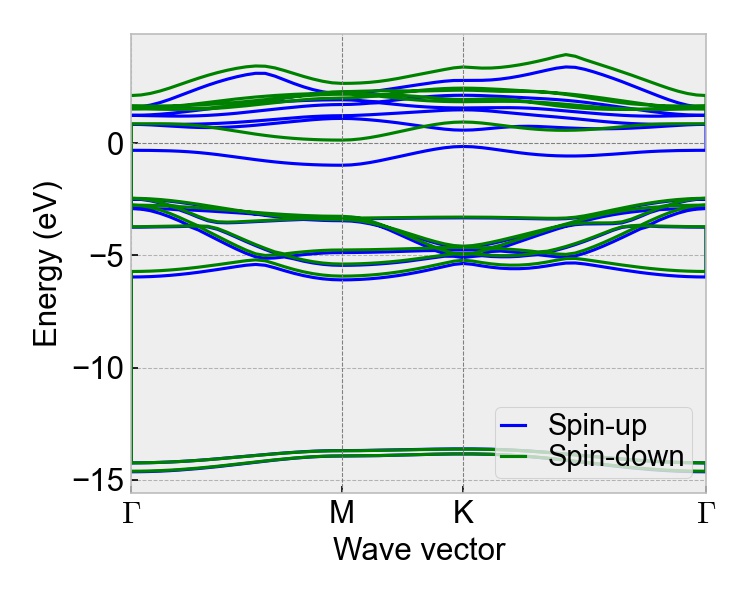 Energy (eV)
0
−5
−10
−15
Spin-up
Spin-down
Γ M K Γ
Wave vector